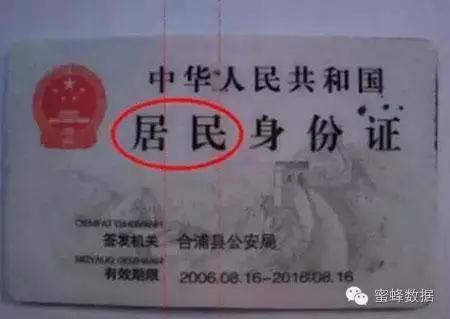 中华人民共和国
居民身份证
签发机关 合浦县公安局
有效期限 2006.08.16-2016.08.16
蜜蜂数据